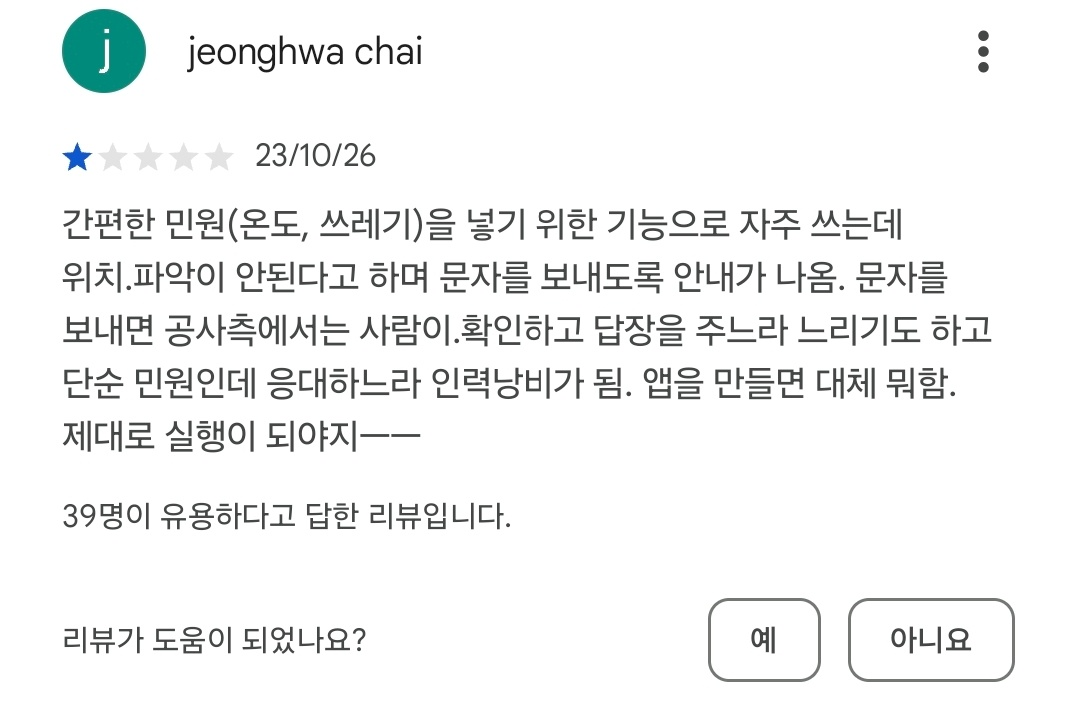 j
jeonghwa chai
23/10/26
간편한 민원(온도, 쓰레기)을 넣기 위한 기능으로 자주 쓰는데
위치.파악이 안된다고 하며 문자를 보내도록 안내가 나옴. 문자를
보내면 공사측에서는 사람이.확인하고 답장을 주느라 느리기도 하고
단순 민원인데 응대하느라 인력낭비가 됨. 앱을 만들면 대체 뭐함.
제대로 실행이 되야지ㅡㅡ
39명이 유용하다고 답한 리뷰입니다.
리뷰가 도움이 되었나요?
예
아니요